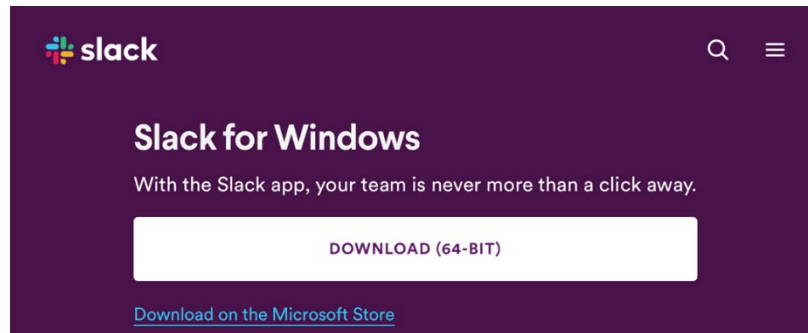 slack
Slack for Windows
With the Slack app, your team is never more than a click away.
DOWNLOAD (64-BIT)
Download on the Microsoft Store